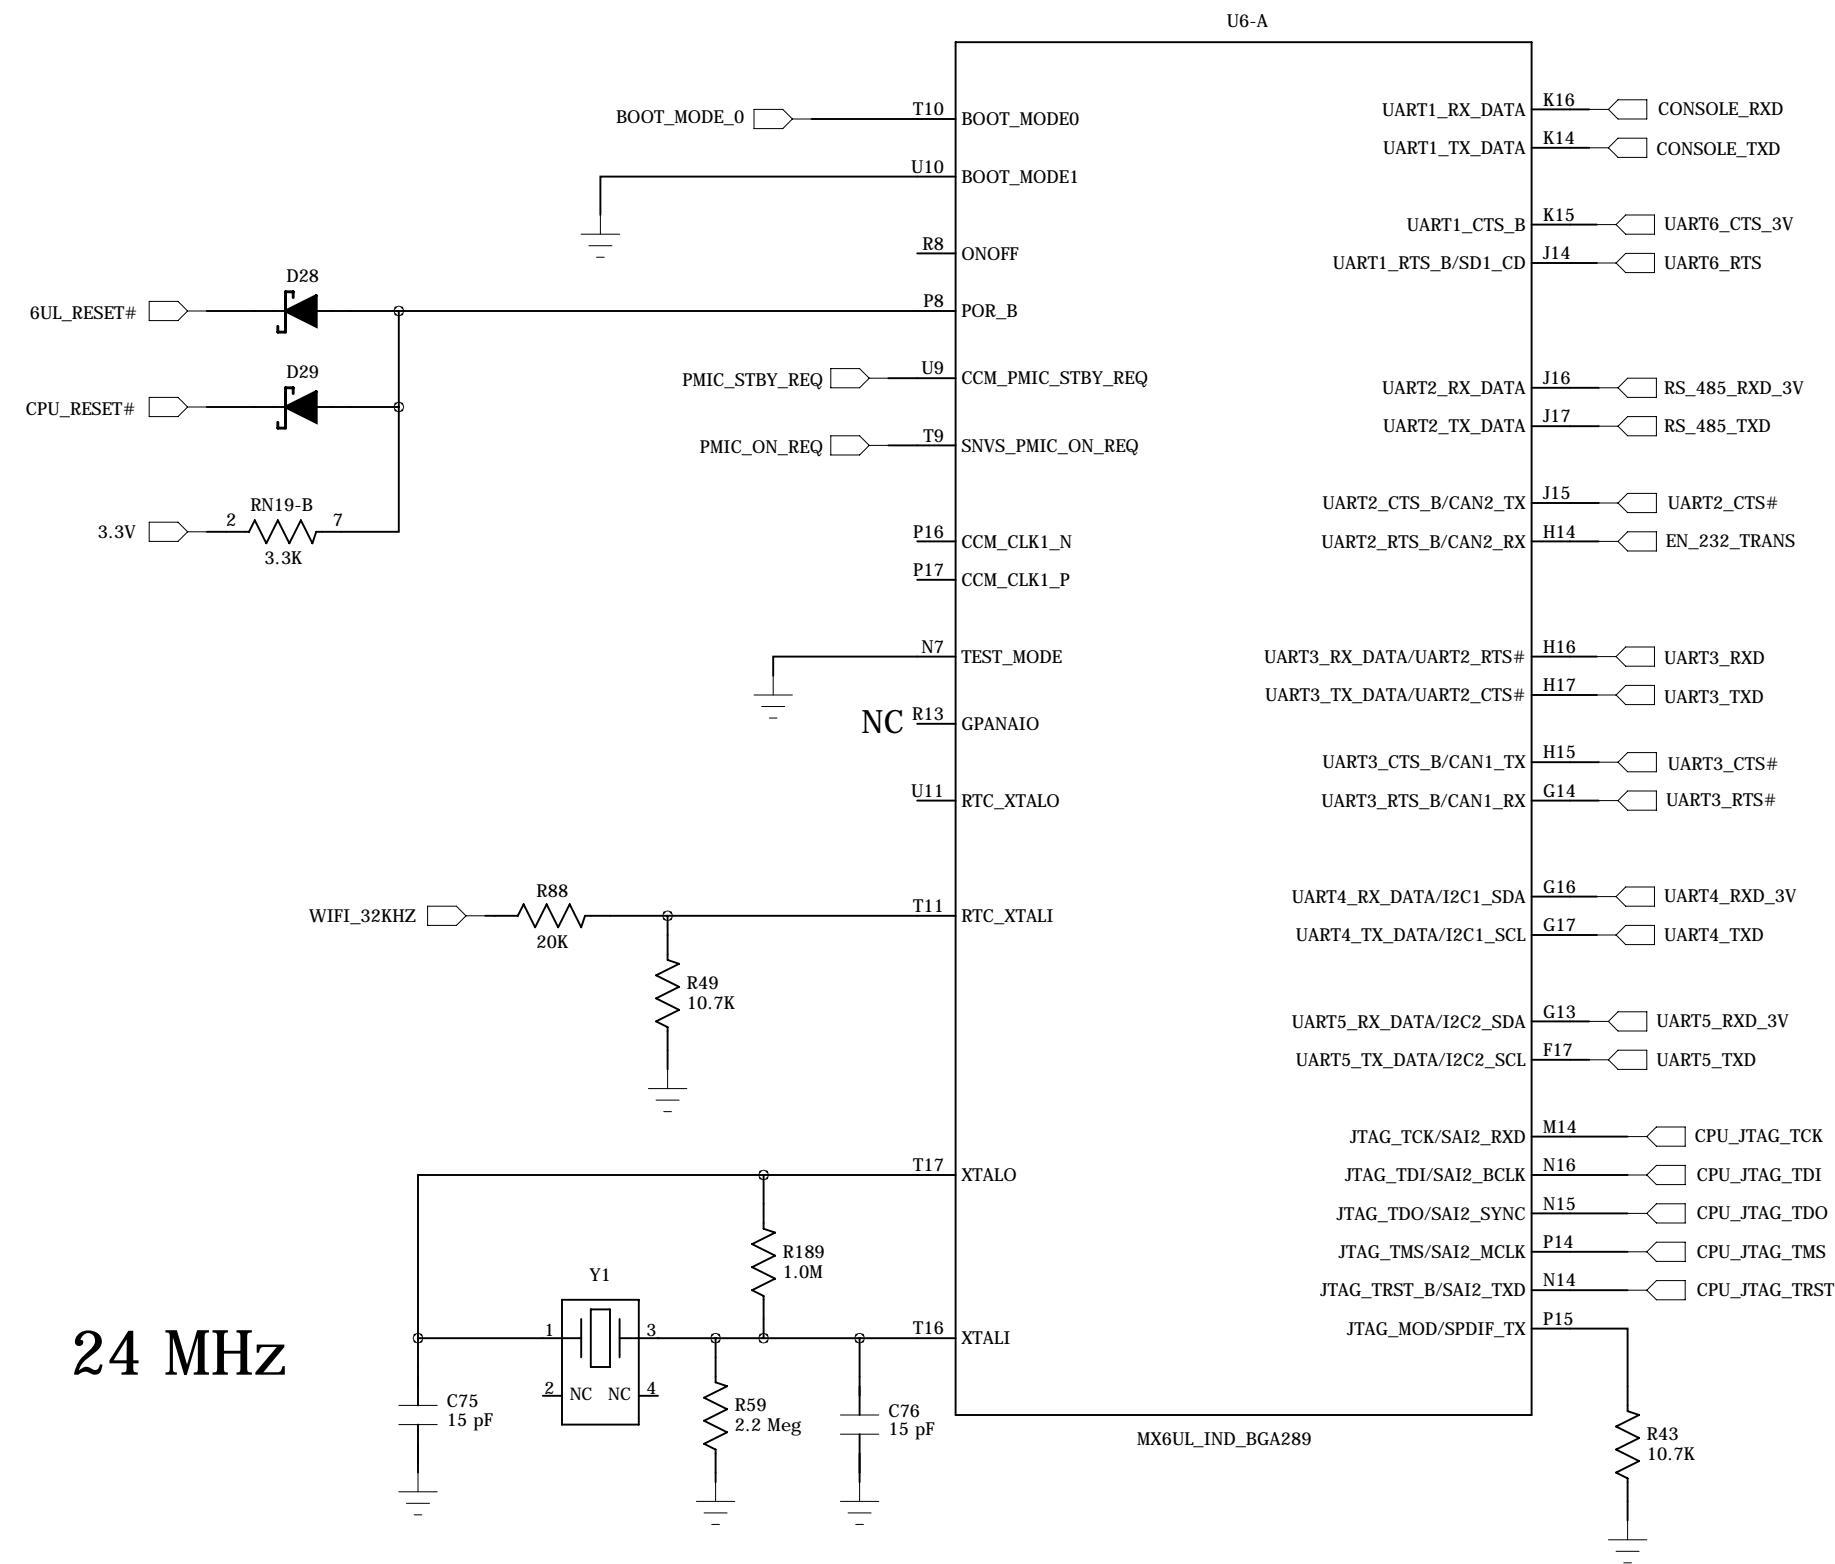 U6-A
BOOT_MODE_0
T10
BOOT_MODE0
U10
BOOT_MODE1
R8
ONOFF
D28
6UL_RESET#
P8
POR_B
D29
CPU_RESET#
PMIC_STBY_REQ
U9
CCM_PMIC_STBY_REQ
PMIC_ON_REQ
T9
SNVS_PMIC_ON_REQ
RN19-B
3.3V
2
7
3.3K
P16
CCM_CLK1_N
P17
CCM_CLK1_P
N7
TEST_MODE
NC
R13
GPANAIO
U11
RTC_XTALO
R88
WIFI_32KHZ
20K
T11
RTC_XTALI
R49
10.7K
T17
XTALO
R189
1.0M
Y1
24 MHz
1
3
2
NC
NC
4
T16
XTALI
C75
15 pF
R59
2.2 Meg
C76
15 pF
MX6UL_IND_BGA289
UART1_RX_DATA
K16
CONSOLE_RXD
UART1_TX_DATA
K14
CONSOLE_TXD
UART1_CTS_B
K15
UART6_CTS_3V
UART1_RTS_B/SD1_CD
J14
UART6_RTS
UART2_RX_DATA
J16
RS_485_RXD_3V
UART2_TX_DATA
J17
RS_485_TXD
UART2_CTS_B/CAN2_TX
J15
UART2_CTS#
UART2_RTS_B/CAN2_RX
H14
EN_232_TRANS
UART3_RX_DATA/UART2_RTS#
H16
UART3_RXD
UART3_TX_DATA/UART2_CTS#
H17
UART3_TXD
UART3_CTS_B/CAN1_TX
H15
UART3_CTS#
UART3_RTS_B/CAN1_RX
G14
UART3_RTS#
UART4_RX_DATA/I2C1_SDA
G16
UART4_RXD_3V
UART4_TX_DATA/I2C1_SCL
G17
UART4_TXD
UART5_RX_DATA/I2C2_SDA
G13
UART5_RXD_3V
UART5_TX_DATA/I2C2_SCL
F17
UART5_TXD
JTAG_TCK/SAI2_RXD
M14
CPU_JTAG_TCK
JTAG_TDI/SAI2_BCLK
N16
CPU_JTAG_TDI
JTAG_TDO/SAI2_SYNC
N15
CPU_JTAG_TDO
JTAG_TMS/SAI2_MCLK
P14
CPU_JTAG_TMS
JTAG_TRST_B/SAI2_TXD
N14
CPU_JTAG_TRST
JTAG_MOD/SPDIF_TX
P15
R43
10.7K